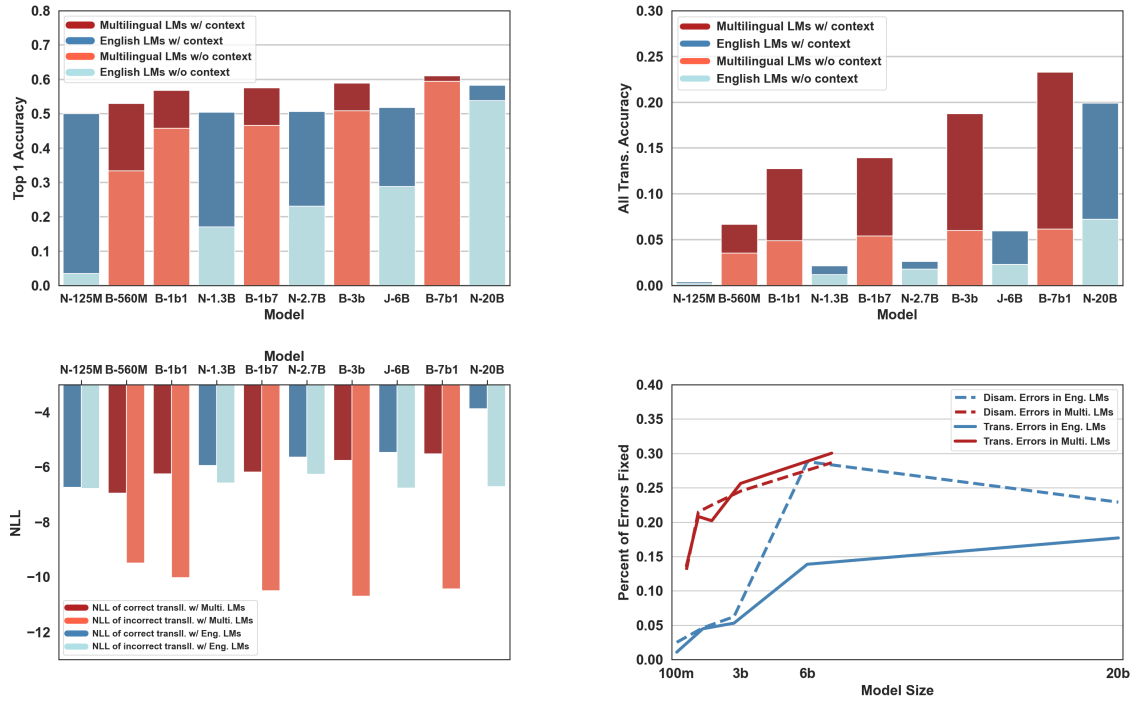 0.8
0.7
0.6
0.5
0.4
0.3
0.2
0.1
0.0
Top 1 Accuracy
Multilingual LMs w/ context
English LMs w/ context
Multilingual LMs w/o context
English LMs w/o context
N-125M B-560M B-1b1 N-1.3B B-1b7 N-2.7B B-3b J-6B B-7b1 N-20B
Model
0.30
0.25
0.20
0.15
0.10
0.05
0.00
All Trans. Accuracy
Multilingual LMs w/ context
English LMs w/ context
Multilingual LMs w/o context
English LMs w/o context
N-125M B-560M B-1b1 N-1.3B B-1b7 N-2.7B B-3b J-6B B-7b1 N-20B
Model
Model
N-125M B-560M B-1b1 N-1.3B B-1b7 N-2.7B B-3b J-6B B-7b1 N-20B
−4
−6
−8
−10
−12
NLL
NLL of correct transll. w/ Multi. LMs
NLL of incorrect transll. w/ Multi. LMs
NLL of correct transll. w/ Eng. LMs
NLL of incorrect transll. w/ Eng. LMs
0.40
0.35
0.30
0.25
0.20
0.15
0.10
0.05
0.00
Percent of Errors Fixed
Disam. Errors in Eng. LMs
Disam. Errors in Multi. LMs
Trans. Errors in Eng. LMs
Trans. Errors in Multi. LMs
100m 3b 6b 20b
Model Size